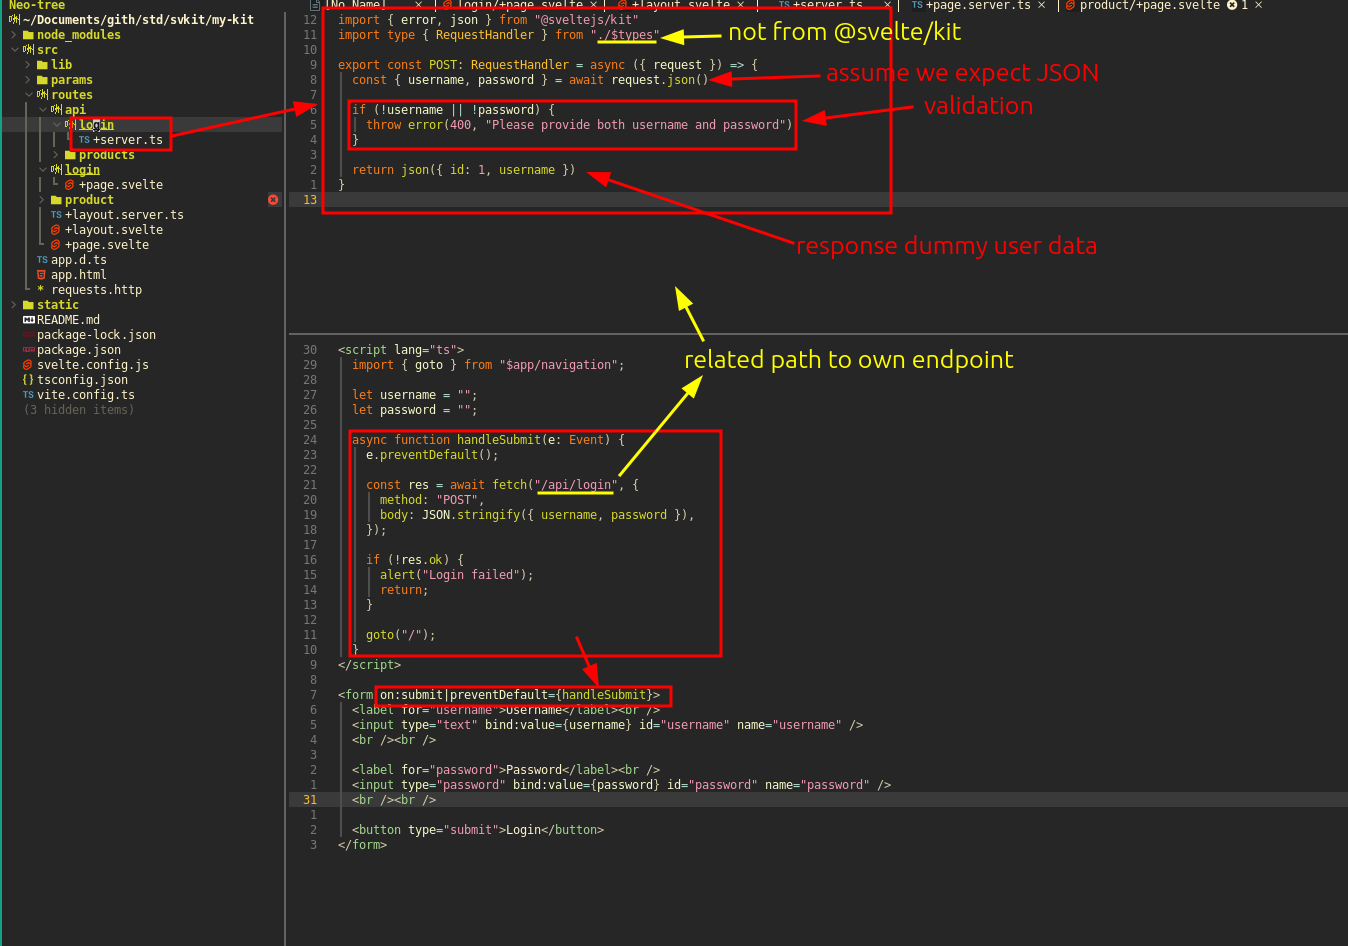 Neo-tree
[No Name] × login/+page.svelte × +layout.svelte × TS +server.ts × TS +page.server.ts × product/+page.svelte 1 ×
~/Documents/gith/std/svkit/my-kit
node_modules
src
lib
params
routes
api
login
TS +server.ts
products
login
+page.svelte
product
TS +layout.server.ts
+layout.svelte
+page.svelte
TS app.d.ts
app.html
* requests.http
static
README.md
package-lock.json
package.json
svelte.config.js
{} tsconfig.json
TS vite.config.ts
(3 hidden items)
12 import { error, json } from "@sveltejs/kit"
11 import type { RequestHandler } from "./$types"
not from @svelte/kit
10
9 export const POST: RequestHandler = async ({ request }) => {
8 const { username, password } = await request.json()
assume we expect JSON
7
6 if (!username || !password) {
validation
5 throw error(400, "Please provide both username and password")
4 }
3
2 return json({ id: 1, username })
1 }
13
response dummy user data
related path to own endpoint
30 <script lang="ts">
29 import { goto } from "$app/navigation";
28
27 let username = "";
26 let password = "";
25
24 async function handleSubmit(e: Event) {
23 e.preventDefault();
22
21 const res = await fetch("/api/login", {
20 method: "POST",
19 body: JSON.stringify({ username, password }),
18 });
17
16 if (!res.ok) {
15 alert("Login failed");
14 return;
13 }
12
11 goto("/");
10 }
9 </script>
8
7 <form on:submit|preventDefault={handleSubmit}>
6 <label for="username">Username</label><br />
5 <input type="text" bind:value={username} id="username" name="username" />
4 <br /><br />
3
2 <label for="password">Password</label><br />
1 <input type="password" bind:value={password} id="password" name="password" />
31 <br /><br />
1
2 <button type="submit">Login</button>
3 </form>